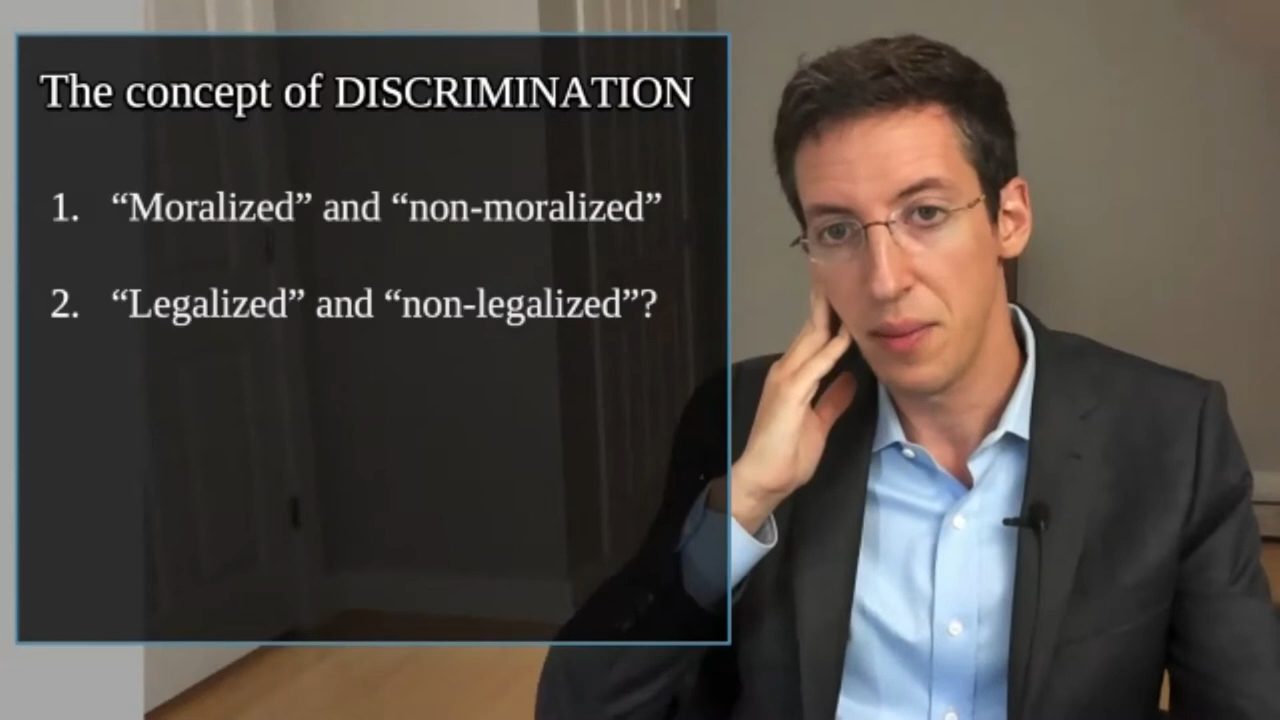 The concept of DISCRIMINATION
1. “Moralized” and “non-moralized”
2. “Legalized” and “non-legalized”?